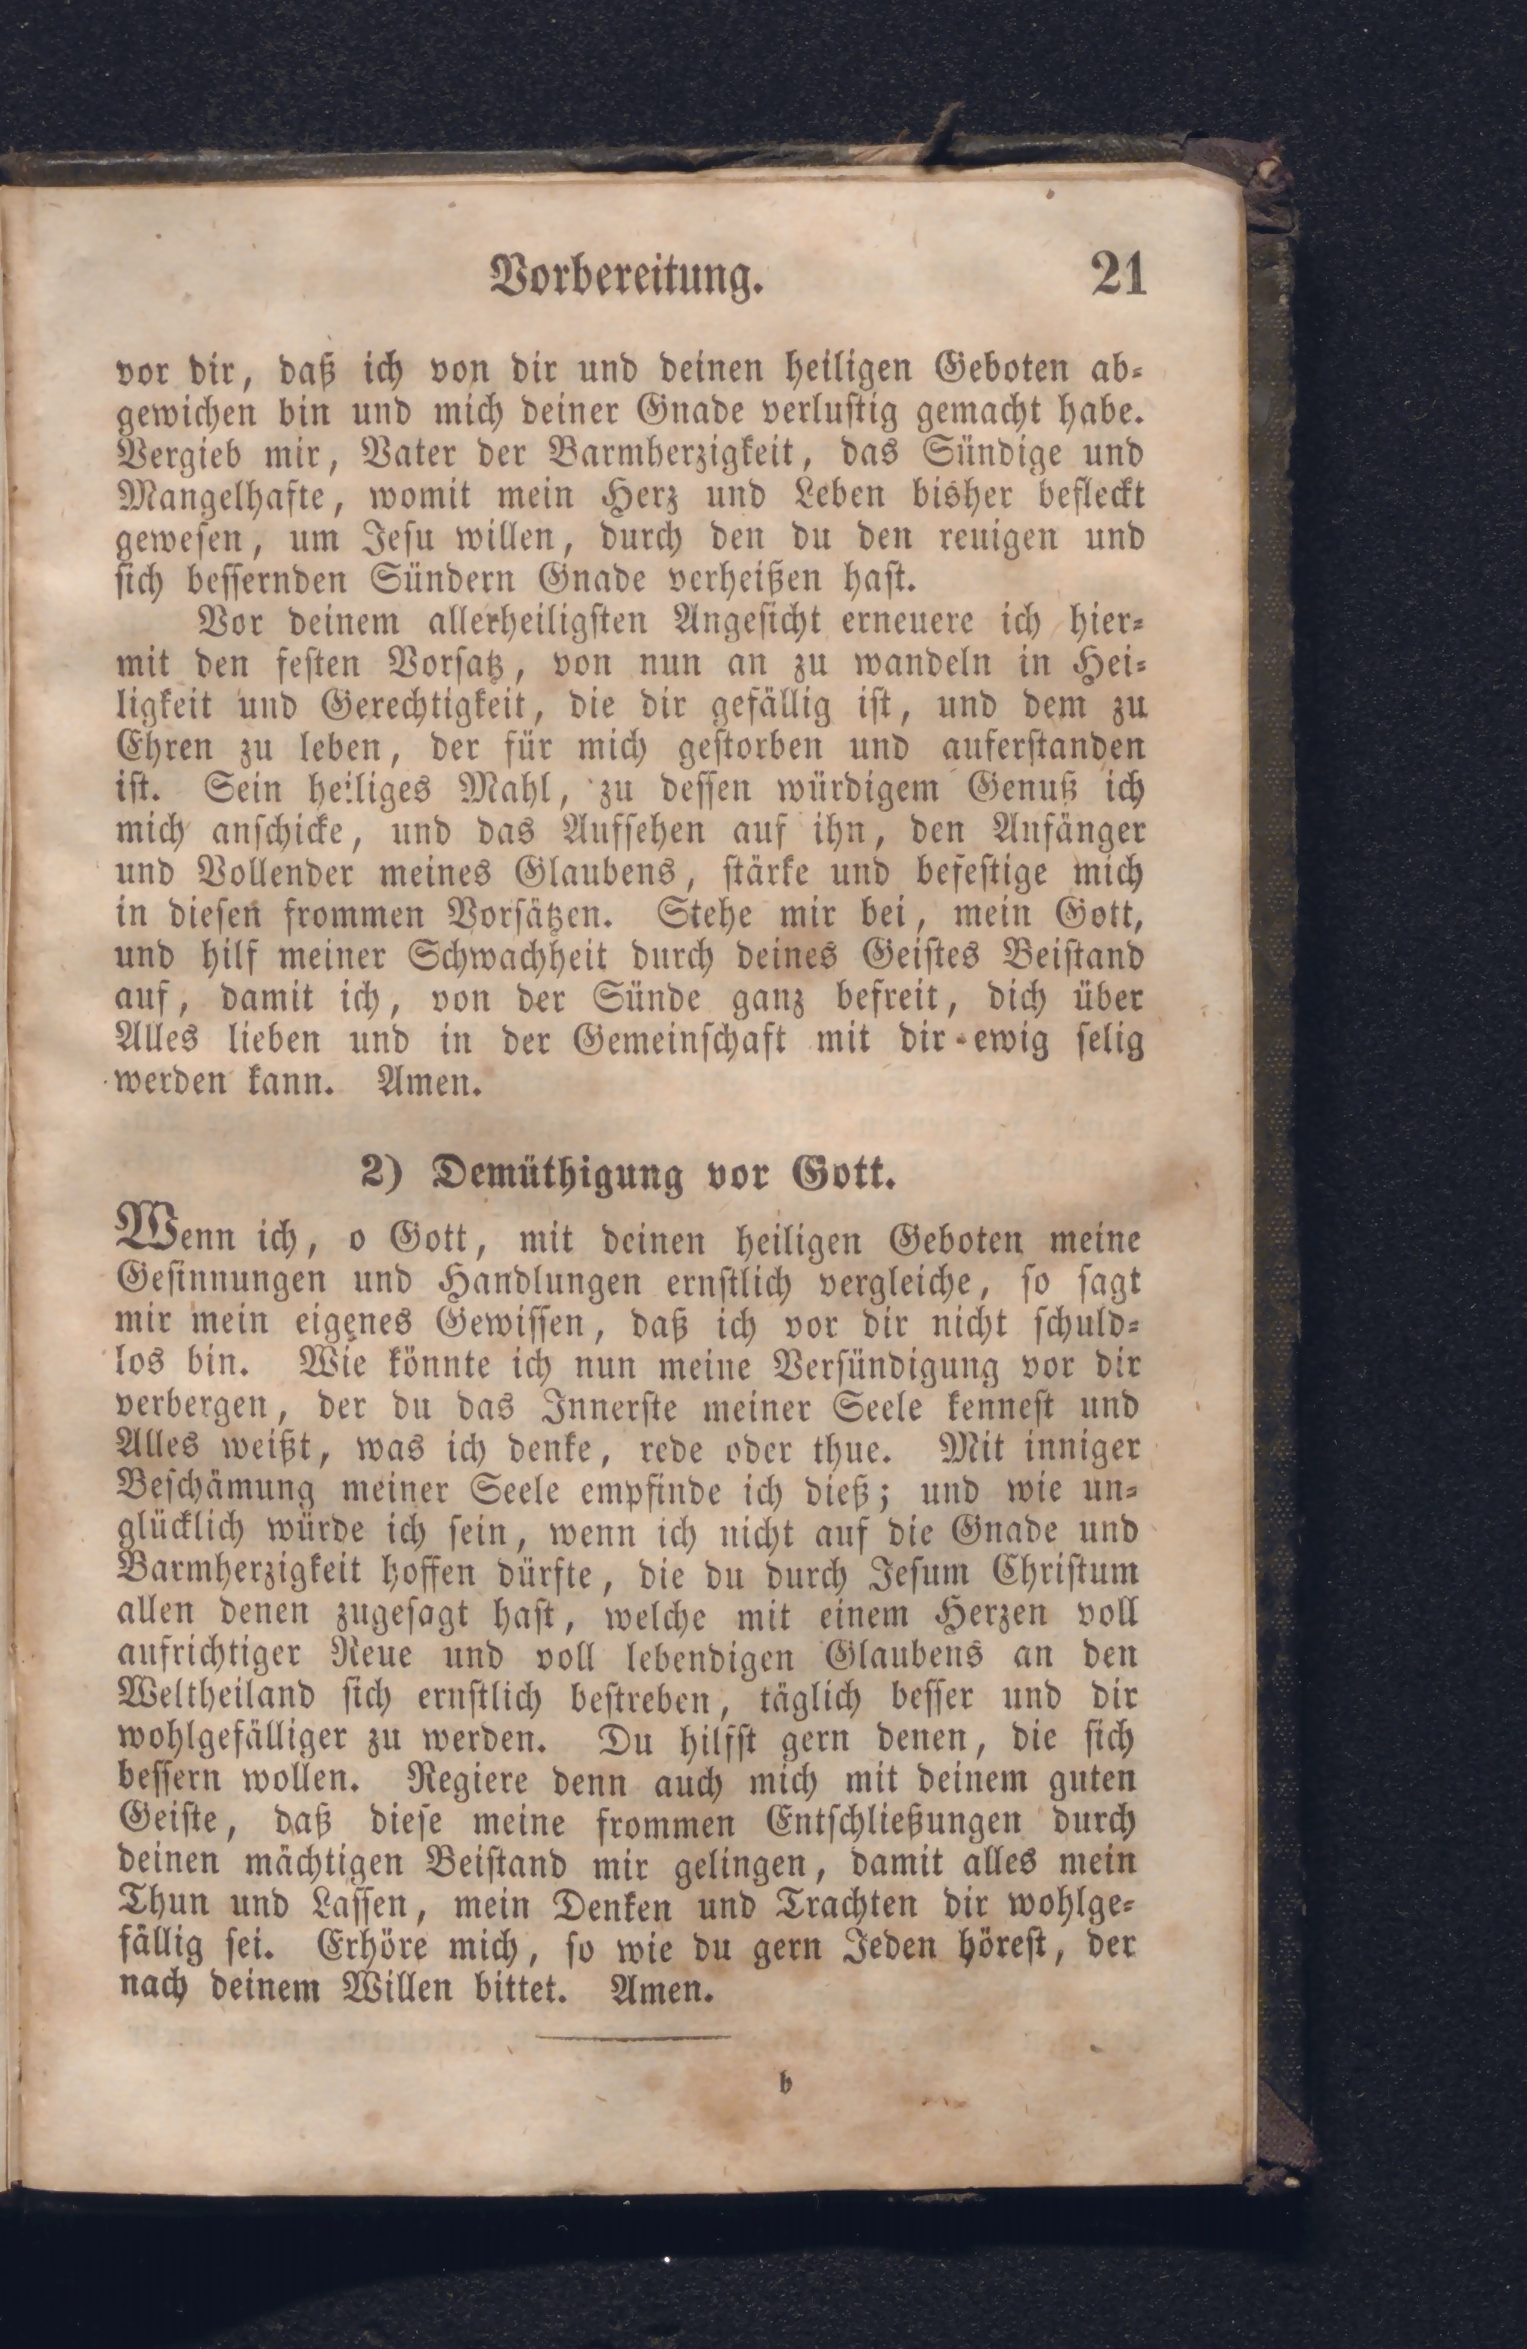 Vorbereitung. 21
vor dir, daß ich von dir und deinen heiligen Geboten ab-
gewichen bin und mich deiner Gnade verlustig gemacht habe.
Vergieb mir, Vater der Barmherzigkeit, das Sündige und
Mangelhafte, womit mein Herz und Leben bisher befleckt
gewesen, um Jesu willen, durch den du den reuigen und
sich bessernden Sündern Gnade verheißen hast.
Vor deinem allerheiligsten Angesicht erneuere ich hier-
mit den festen Vorsatz, von nun an zu wandeln in Hei-
ligkeit und Gerechtigkeit, die dir gefällig ist, und dem zu
Ehren zu leben, der für mich gestorben und auferstanden
ist. Sein heiliges Mahl, zu dessen würdigem Genuß ich
mich anschicke, und das Aufsehen auf ihn, den Anfänger
und Vollender meines Glaubens, stärke und befestige mich
in diesen frommen Vorsätzen. Stehe mir bei, mein Gott,
und hilf meiner Schwachheit durch deines Geistes Beistand
auf, damit ich, von der Sünde ganz befreit, dich über
Alles lieben und in der Gemeinschaft mit dir ewig selig
werden kann. Amen.
2) Demüthigung vor Gott.
Wenn ich, o Gott, mit deinen heiligen Geboten meine
Gesinnungen und Handlungen ernstlich vergleiche, so sagt
mir mein eigenes Gewissen, daß ich vor dir nicht schuld-
los bin. Wie könnte ich nun meine Versündigung vor dir
verbergen, der du das Innerste meiner Seele kennest und
Alles weißt, was ich denke, rede oder thue. Mit inniger
Beschämung meiner Seele empfinde ich dieß; und wie un-
glücklich würde ich sein, wenn ich nicht auf die Gnade und
Barmherzigkeit hoffen dürfte, die du durch Jesum Christum
allen denen zugesagt hast, welche mit einem Herzen voll
aufrichtiger Reue und voll lebendigen Glaubens an den
Weltheiland sich ernstlich bestreben, täglich besser und dir
wohlgefälliger zu werden. Du hilfst gern denen, die sich
bessern wollen. Regiere denn auch mich mit deinem guten
Geiste, daß diese meine frommen Entschließungen durch
deinen mächtigen Beistand mir gelingen, damit alles mein
Thun und Lassen, mein Denken und Trachten dir wohlge-
fällig sei. Erhöre mich, so wie du gern Jeden hörest, der
nach deinem Willen bittet. Amen.
b